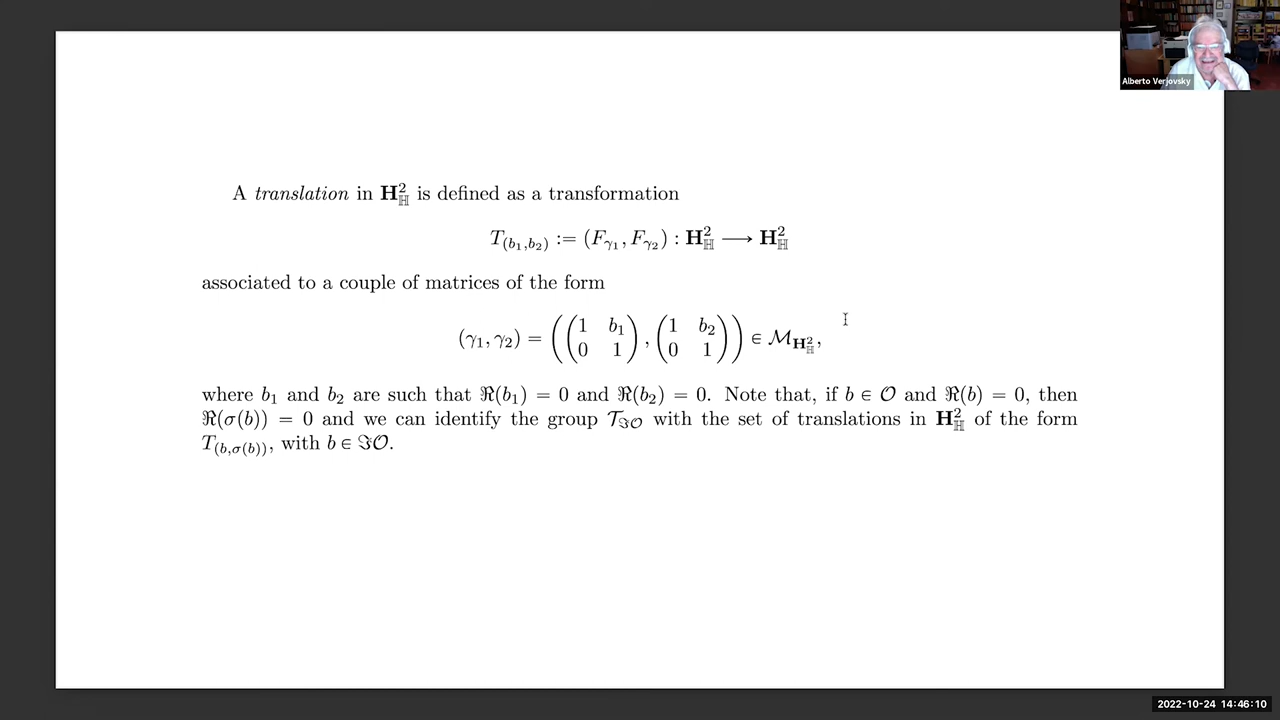 Alberto Verjovsky
A translation in 𝐇²_ℍ is defined as a transformation
T_(b₁,b₂) := (F_γ₁, F_γ₂) : 𝐇²_ℍ ⟶ 𝐇²_ℍ
associated to a couple of matrices of the form
(γ₁, γ₂) = ( ( 1 b₁ ; 0 1 ) , ( 1 b₂ ; 0 1 ) ) ∈ ℳ_𝐇²_ℍ,
where b₁ and b₂ are such that ℜ(b₁) = 0 and ℜ(b₂) = 0. Note that, if b ∈ 𝒪 and ℜ(b) = 0, then
ℜ(σ(b)) = 0 and we can identify the group 𝒯_ℑ𝒪 with the set of translations in 𝐇²_ℍ of the form
T_(b,σ(b)), with b ∈ ℑ𝒪.
2022-10-24 14:46:10